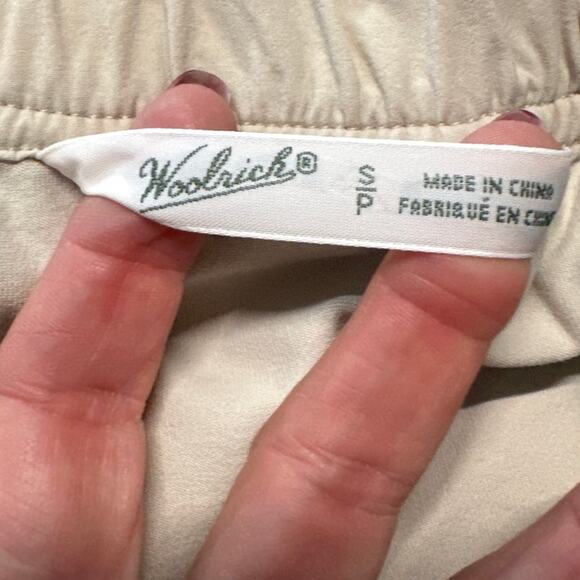 Woolrich®
S
P
MADE IN CHINA
FABRIQUÉ EN CHINE